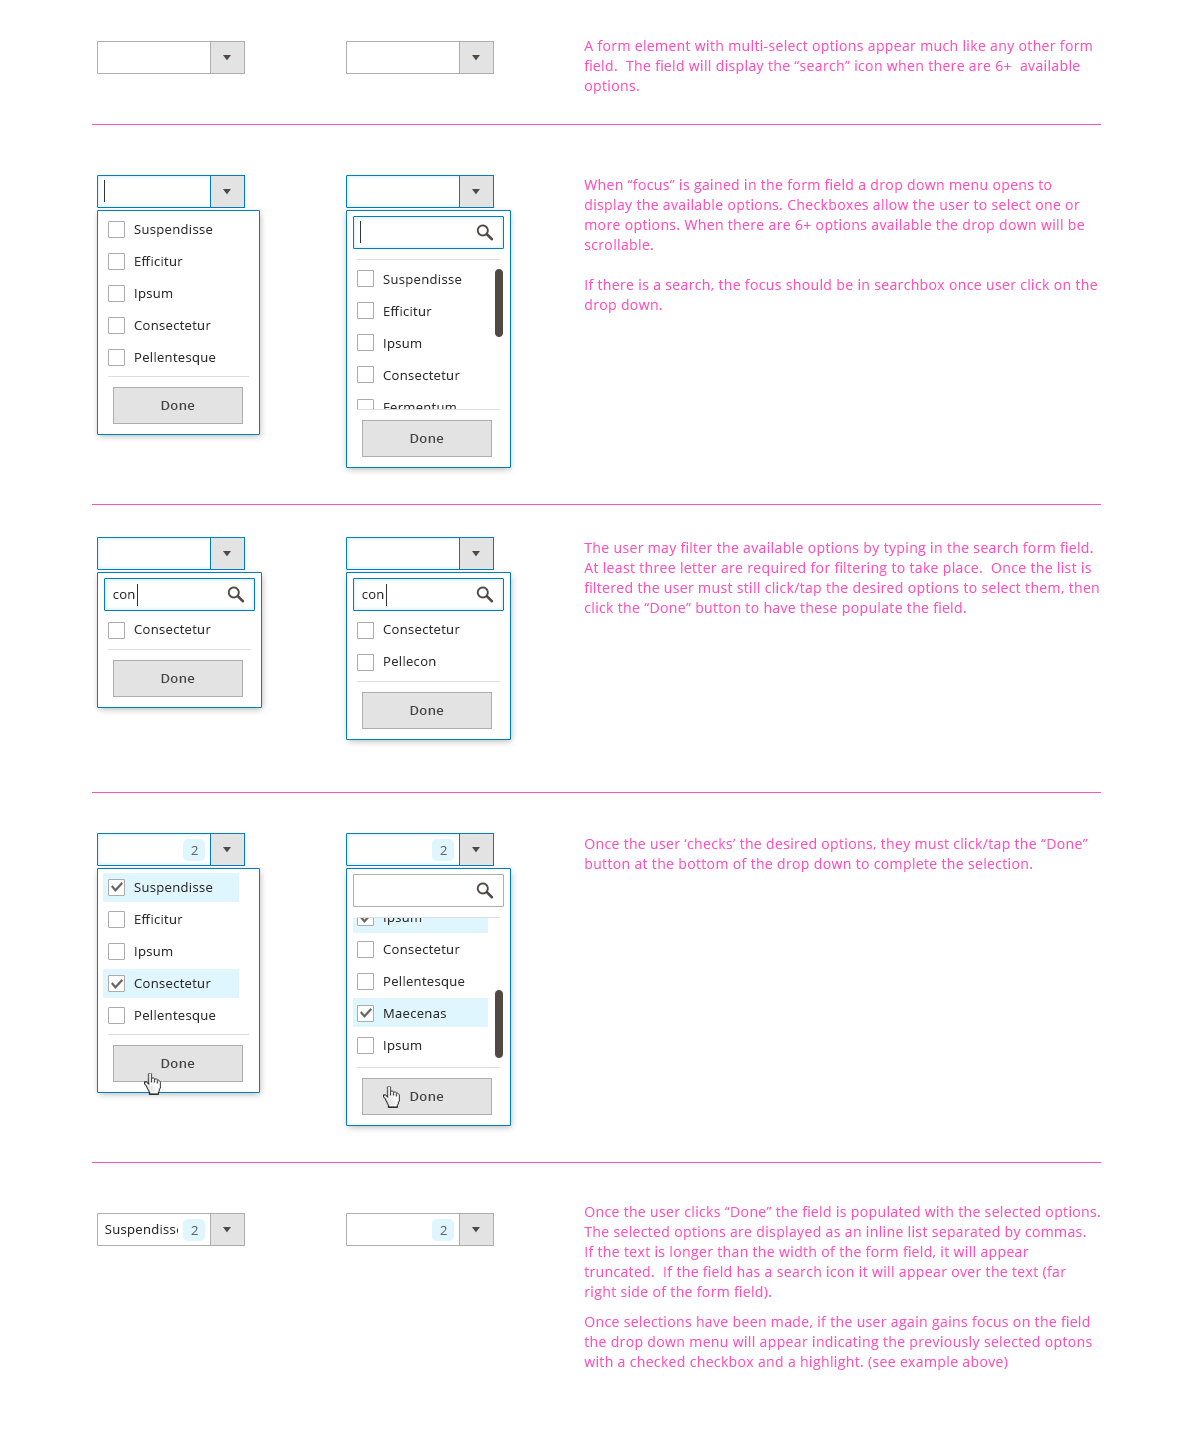 A form element with multi-select options appear much like any other form
field.  The field will display the “search” icon when there are 6+  available
options.
When “focus” is gained in the form field a drop down menu opens to
display the available options. Checkboxes allow the user to select one or
more options. When there are 6+ options available the drop down will be
scrollable.
If there is a search, the focus should be in searchbox once user click on the
drop down.
Suspendisse
Efficitur
Ipsum
Consectetur
Pellentesque
Done
Suspendisse
Efficitur
Ipsum
Consectetur
Fermentum
Done
The user may filter the available options by typing in the search form field.
At least three letter are required for filtering to take place.  Once the list is
filtered the user must still click/tap the desired options to select them, then
click the “Done” button to have these populate the field.
con
Consectetur
Done
con
Consectetur
Pellecon
Done
Once the user ‘checks’ the desired options, they must click/tap the “Done”
button at the bottom of the drop down to complete the selection.
2
Suspendisse
Efficitur
Ipsum
Consectetur
Pellentesque
Done
2
Ipsum
Consectetur
Pellentesque
Maecenas
Ipsum
Done
Suspendiss 2
2
Once the user clicks “Done” the field is populated with the selected options.
The selected options are displayed as an inline list separated by commas.
If the text is longer than the width of the form field, it will appear
truncated.  If the field has a search icon it will appear over the text (far
right side of the form field).
Once selections have been made, if the user again gains focus on the field
the drop down menu will appear indicating the previously selected optons
with a checked checkbox and a highlight. (see example above)